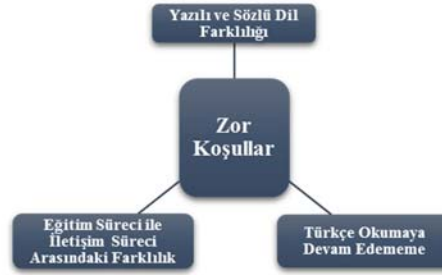 Yazılı ve Sözlü Dil
Farklılığı
Zor
Koşullar
Eğitim Süreci ile
İletişim Süreci
Arasındaki Farklılık
Türkçe Okumaya
Devam Edememe